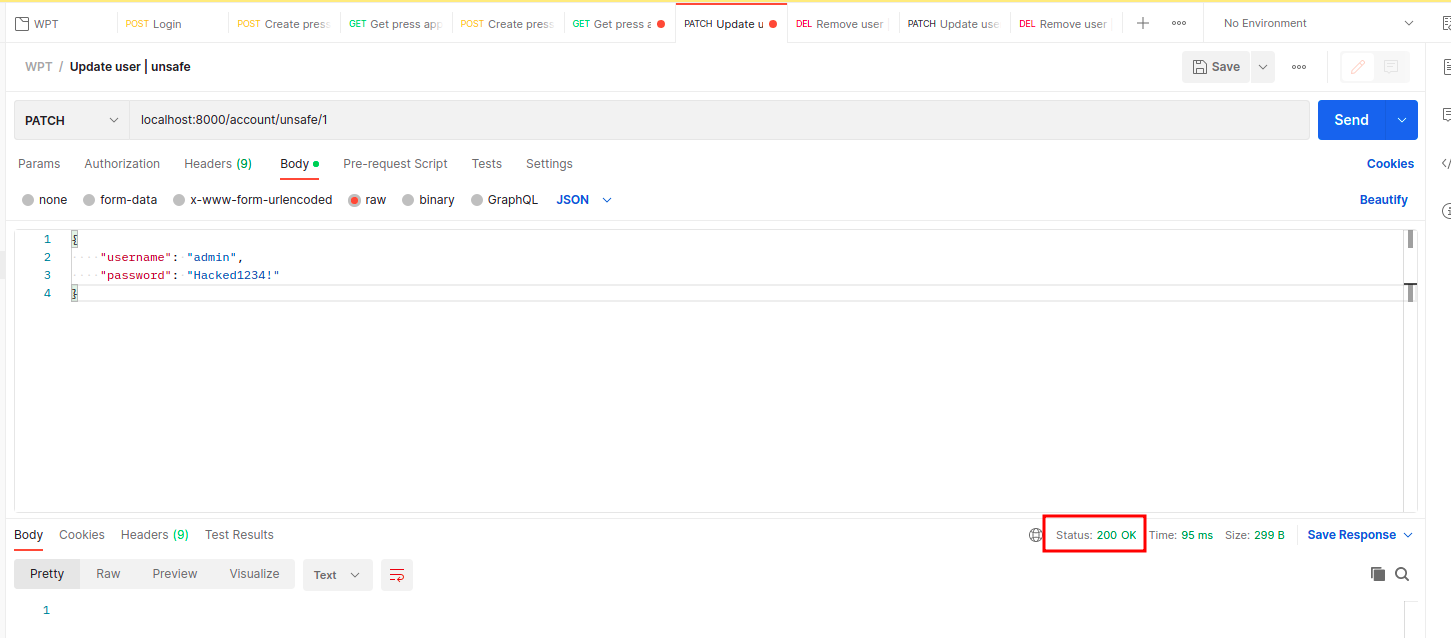 WPT POST Login POST Create press GET Get press app POST Create press GET Get press a PATCH Update u DEL Remove user PATCH Update use DEL Remove user No Environment
WPT / Update user | unsafe Save
PATCH localhost:8000/account/unsafe/1 Send
Params Authorization Headers (9) Body Pre-request Script Tests Settings Cookies
none form-data x-www-form-urlencoded raw binary GraphQL JSON Beautify
1 {
2 "username": "admin",
3 "password": "Hacked1234!"
4 }
Body Cookies Headers (9) Test Results Status: 200 OK Time: 95 ms Size: 299 B Save Response
Pretty Raw Preview Visualize Text
1